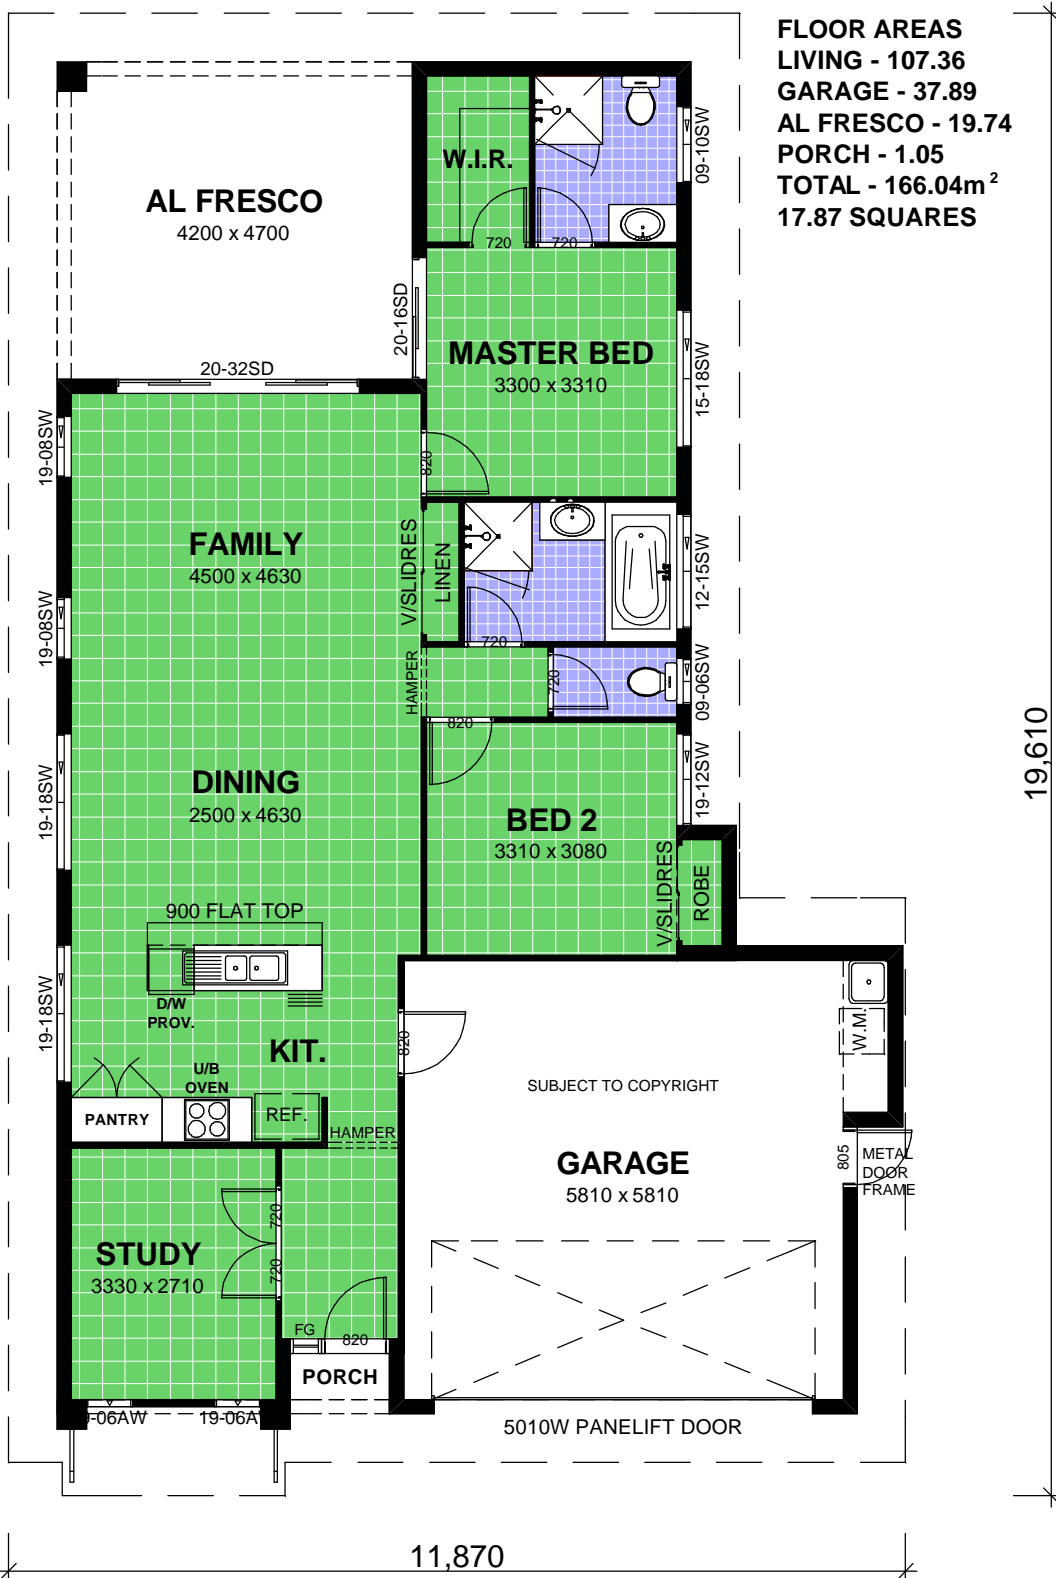 FLOOR AREAS
LIVING - 107.36
GARAGE - 37.89
AL FRESCO - 19.74
PORCH - 1.05
TOTAL - 166.04m²
17.87 SQUARES
W.I.R.
09-10SW
AL FRESCO
4200 x 4700
720
720
20-16SD
MASTER BED
3300 x 3310
15-18SW
20-32SD
19-08SW
820
FAMILY
4500 x 4630
V/SLIDRES
LINEN
12-15SW
19-08SW
720
HAMPER
720
09-06SW
820
19,610
DINING
2500 x 4630
19-18SW
BED 2
3310 x 3080
19-12SW
V/SLIDRES
ROBE
900 FLAT TOP
D/W
PROV.
19-18SW
KIT.
820
W.M.
U/B
OVEN
SUBJECT TO COPYRIGHT
PANTRY
REF.
HAMPER
GARAGE
5810 x 5810
805
METAL
DOOR
FRAME
STUDY
3330 x 2710
720
720
FG
820
PORCH
-06AW
19-06A
5010W PANELIFT DOOR
11,870